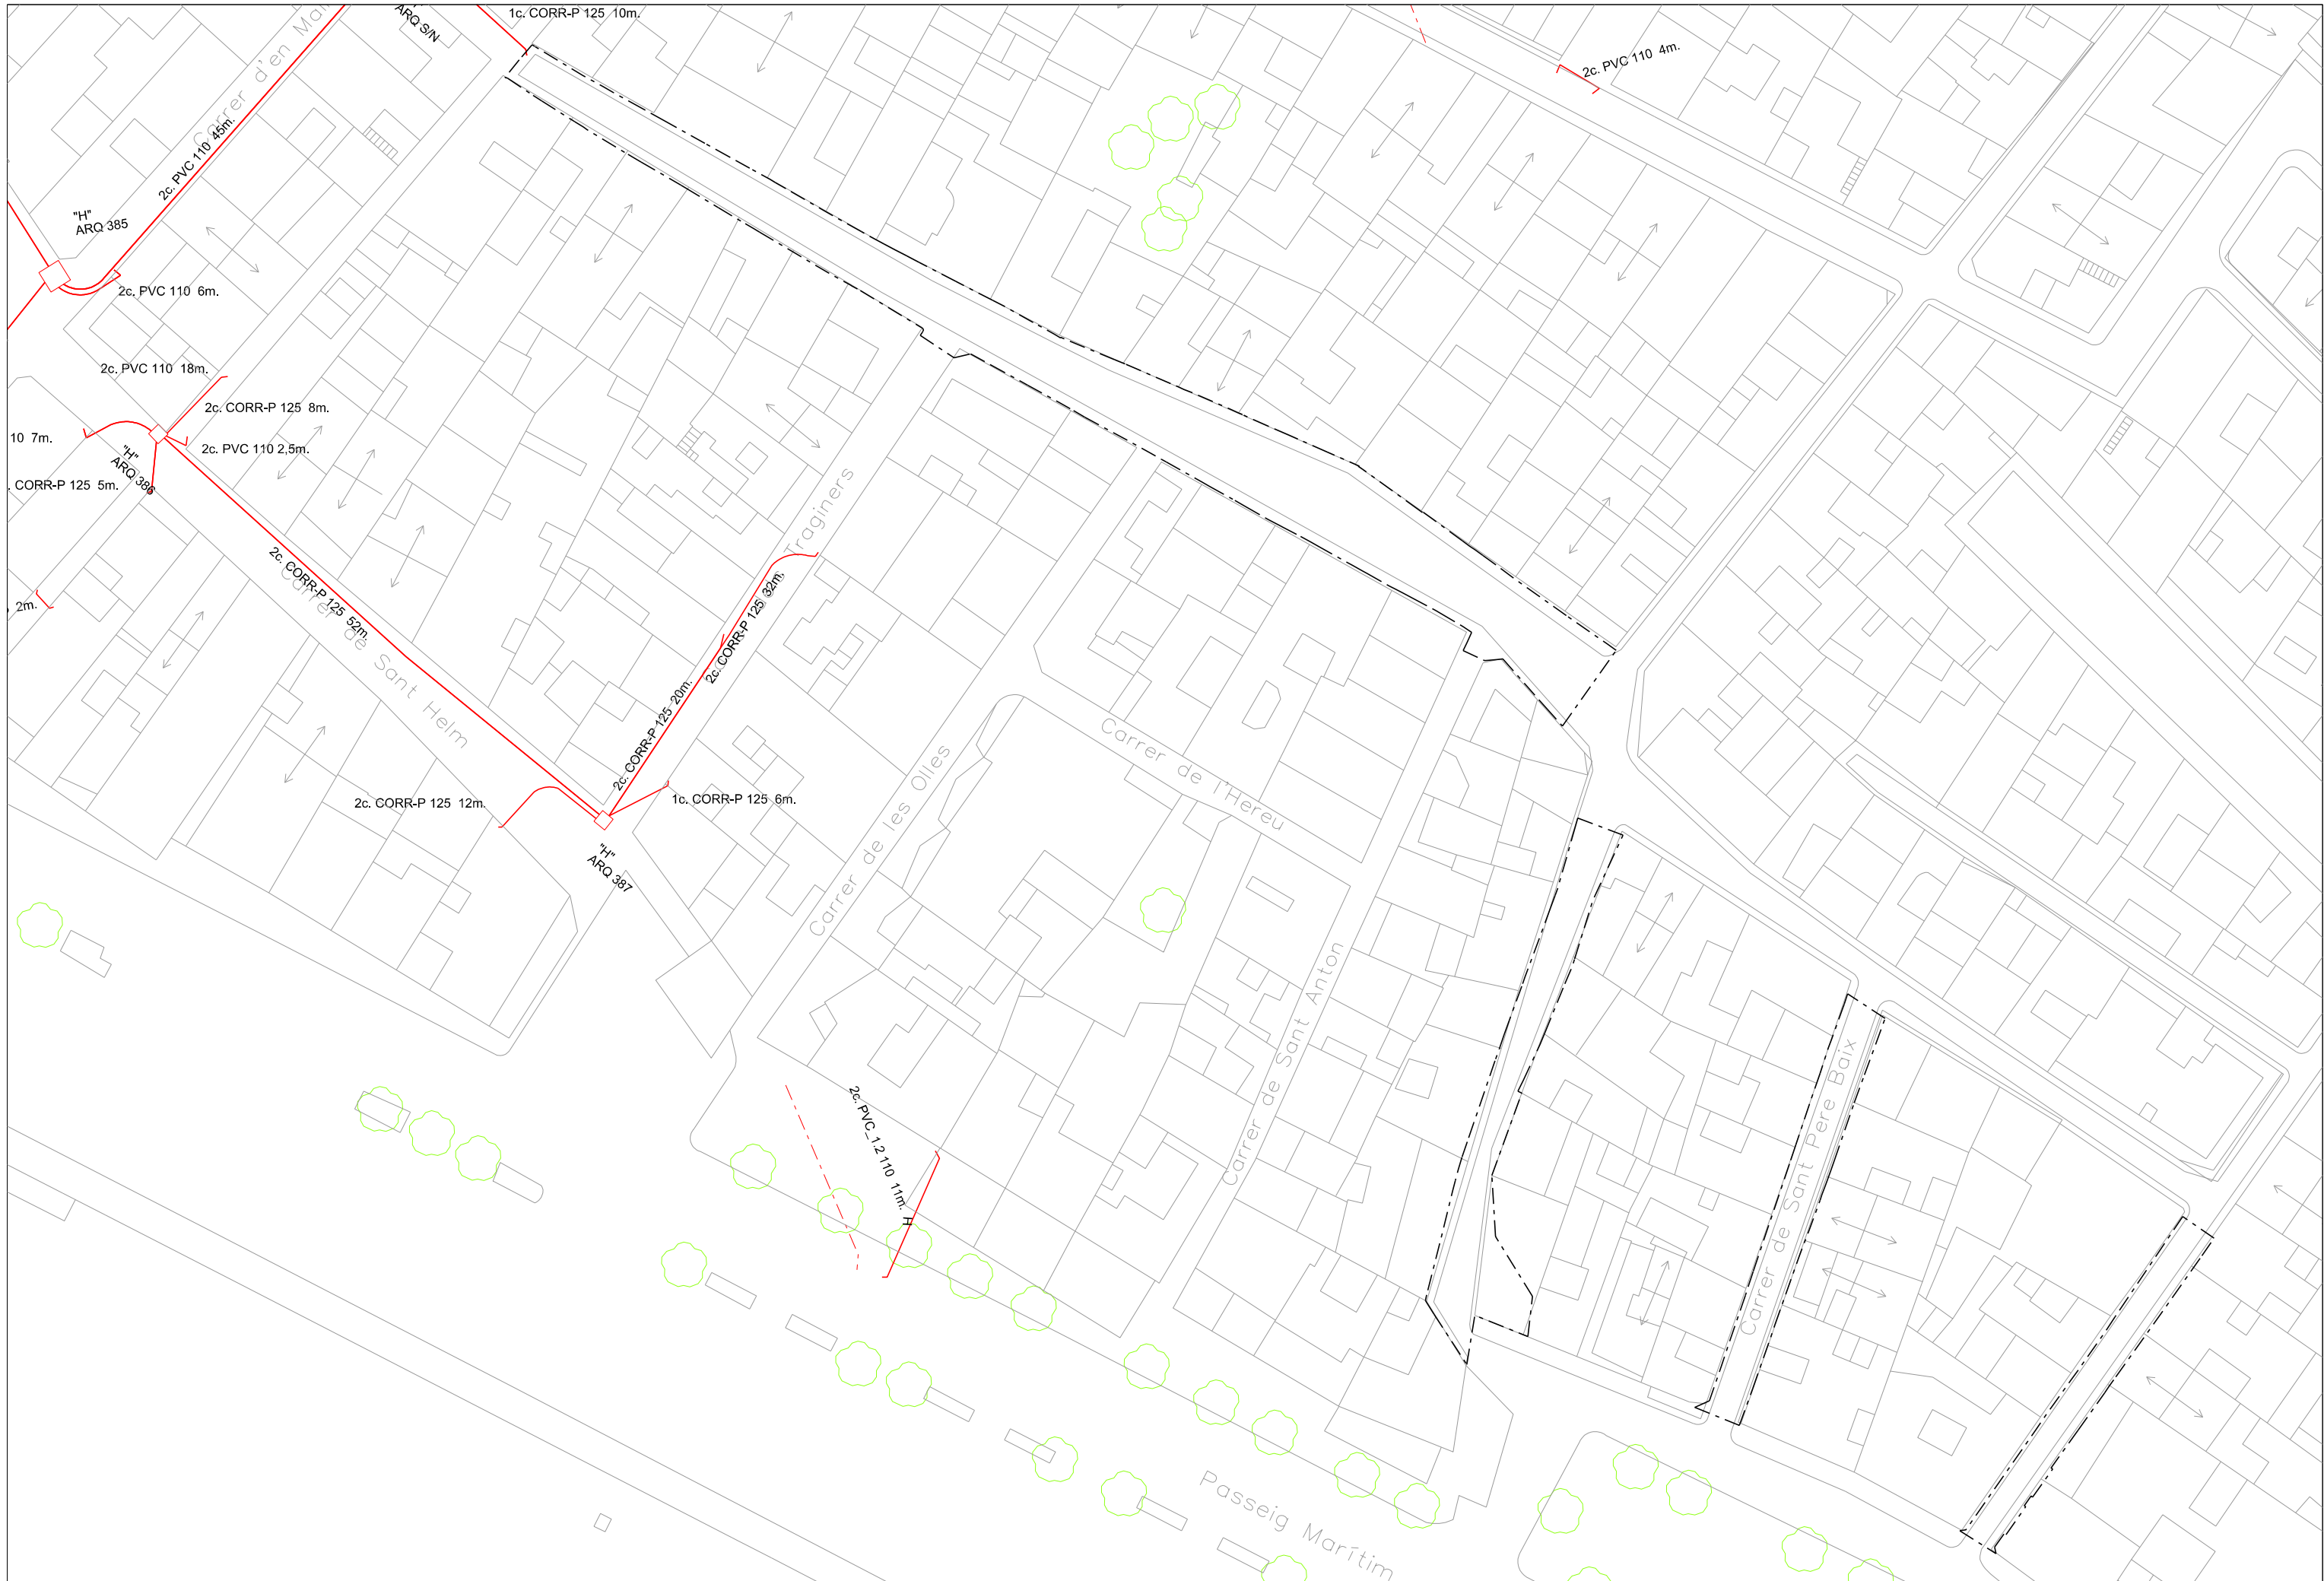 ARQ S/N
1c. CORR-P 125  10m.
2c. PVC 110  4m.
2c. PVC 110  45m.
"H"
ARQ 385
2c. PVC 110  6m.
2c. PVC 110  18m.
2c. CORR-P 125  8m.
10  7m.
2c. PVC 110 2,5m.
"H"
ARQ 386
. CORR-P 125  5m.
2c. CORR-P 125  52m.
Carrer de Sant Helm
2m.
Traginers
2c. CORR-P 125  32m.
2c. CORR-P 125  20m.
2c. CORR-P 125  12m.
1c. CORR-P 125  6m.
"H"
ARQ 387
Carrer de les Olles
Carrer de l'Hereu
Carrer de Sant Anton
Carrer de Sant Pere Baix
2c. PVC_1.2 110  11m.
H
Passeig Marítim